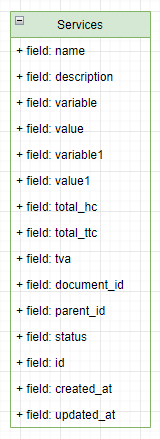 Services
+ field: name
+ field: description
+ field: variable
+ field: value
+ field: variable1
+ field: value1
+ field: total_hc
+ field: total_ttc
+ field: tva
+ field: document_id
+ field: parent_id
+ field: status
+ field: id
+ field: created_at
+ field: updated_at